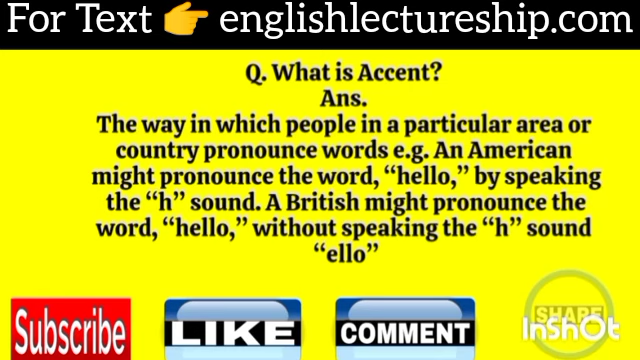 For Text 👉 englishlectureship.com
Q. What is Accent?
Ans.
The way in which people in a particular area or
country pronounce words e.g. An American
might pronounce the word, “hello,” by speaking
the “h” sound. A British might pronounce the
word, “hello,” without speaking the “h” sound
“ello”
Subscribe
LIKE
COMMENT
SHARE
InShOt